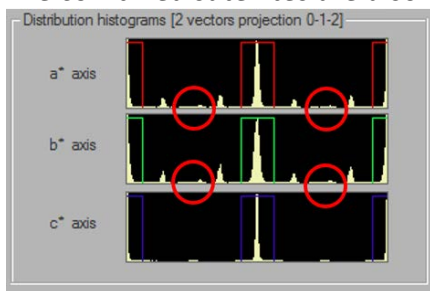 Distribution histograms [2 vectors projection 0-1-2]
a* axis
b* axis
c* axis